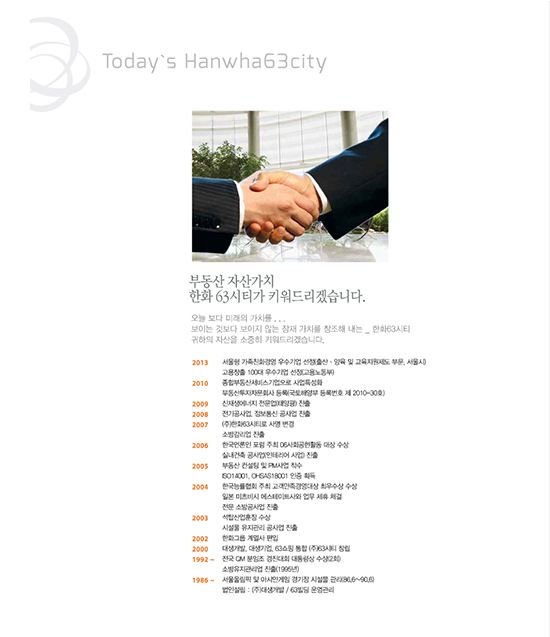 Today`s Hanwha63city
부동산 자산가치
한화 63시티가 키워드리겠습니다.
오늘 보다 미래의 가치를 . . .
보이는 것보다 보이지 않는 잠재 가치를 창조해 내는 _ 한화63시티
귀하의 자산을 소중히 키워드리겠습니다.
2013 서울형 가족친화경영 우수기업 선정(출산 · 양육 및 교육지원제도 부문, 서울시)
고용창출 100대 우수기업 선정(고용노동부)
2010 종합부동산서비스기업으로 사업특성화
부동산투자자문회사 등록(국토해양부 등록번호 제 2010-30호)
2009 신재생에너지 전문업(태양광) 진출
2008 전기공사업, 정보통신 공사업 진출
2007 (주)한화63시티로 사명 변경
소방감리업 진출
2006 한국언론인 포럼 주최 06사회공헌활동 대상 수상
실내건축 공사업(인테리어 사업) 진출
2005 부동산 컨설팅 및 PM사업 착수
ISO14001, OHSAS18001 인증 획득
2004 한국능률협회 주최 고객만족경영대상 최우수상 수상
일본 미츠비시 에스테이트사와 업무 제휴 체결
전문 소방공사업 진출
2003 석탑산업훈장 수상
시설물 유지관리 공사업 진출
2002 한화그룹 계열사 편입
2000 대생개발, 대생기업, 63쇼핑 통합 (주)63시티 창립
1992 ~ 전국 QM 분임조 경진대회 대통령상 수상(2회)
소방유지관리업 진출(1995년)
1986 ~ 서울올림픽 및 아시안게임 경기장 시설물 관리(86.6~90.6)
법인설립 : (주)대생개발 / 63빌딩 운영관리